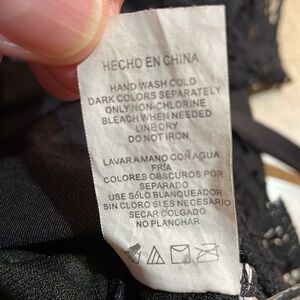 HECHO EN CHINA
HAND WASH COLD
DARK COLORS SEPARATELY
ONLY NON-CHLORINE
BLEACH WHEN NEEDED
LINE DRY
DO NOT IRON
LAVAR A MANO CON AGUA
FRÍA
COLORES OBSCUROS POR
SEPARADO
USE SÓLO BLANQUEADOR
SIN CLORO SI ES NECESARIO
SECAR COLGADO
NO PLANCHAR